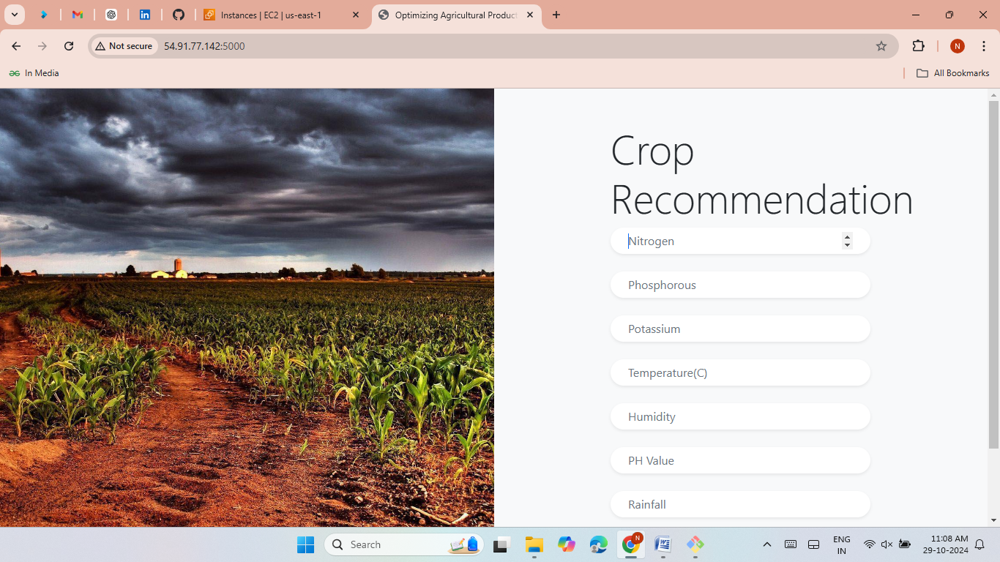 Instances | EC2 | us-east-1
Optimizing Agricultural Product
Not secure
54.91.77.142:5000
N
In Media
All Bookmarks
Crop
Recommendation
Nitrogen
Phosphorous
Potassium
Temperature(C)
Humidity
PH Value
Rainfall
Search
N
ENG
IN
11:08 AM
29-10-2024